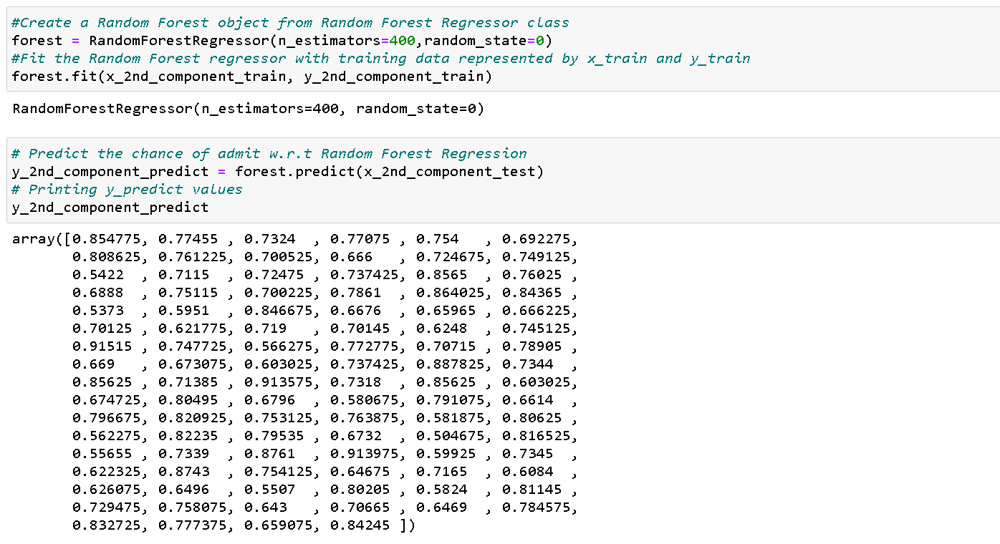 #Create a Random Forest object from Random Forest Regressor class
forest = RandomForestRegressor(n_estimators=400,random_state=0)
#Fit the Random Forest regressor with training data represented by x_train and y_train
forest.fit(x_2nd_component_train, y_2nd_component_train)
RandomForestRegressor(n_estimators=400, random_state=0)
# Predict the chance of admit w.r.t Random Forest Regression
y_2nd_component_predict = forest.predict(x_2nd_component_test)
# Printing y_predict values
y_2nd_component_predict
array([0.854775, 0.77455 , 0.7324  , 0.77075 , 0.754   , 0.692275,
       0.808625, 0.761225, 0.700525, 0.666   , 0.724675, 0.749125,
       0.5422  , 0.7115  , 0.72475 , 0.737425, 0.8565  , 0.76025 ,
       0.6888  , 0.75115 , 0.700225, 0.7861  , 0.864025, 0.84365 ,
       0.5373  , 0.5951  , 0.846675, 0.6676  , 0.65965 , 0.666225,
       0.70125 , 0.621775, 0.719   , 0.70145 , 0.6248  , 0.745125,
       0.91515 , 0.747725, 0.566275, 0.772775, 0.70715 , 0.78905 ,
       0.669   , 0.673075, 0.603025, 0.737425, 0.887825, 0.7344  ,
       0.85625 , 0.71385 , 0.913575, 0.7318  , 0.85625 , 0.603025,
       0.674725, 0.80495 , 0.6796  , 0.580675, 0.791075, 0.6614  ,
       0.796675, 0.820925, 0.753125, 0.763875, 0.581875, 0.80625 ,
       0.562275, 0.82235 , 0.79535 , 0.6732  , 0.504675, 0.816525,
       0.55655 , 0.7339  , 0.8761  , 0.913975, 0.59925 , 0.7345  ,
       0.622325, 0.8743  , 0.754125, 0.64675 , 0.7165  , 0.6084  ,
       0.626075, 0.6496  , 0.5507  , 0.80205 , 0.5824  , 0.81145 ,
       0.729475, 0.758075, 0.643   , 0.70665 , 0.6469  , 0.784575,
       0.832725, 0.777375, 0.659075, 0.84245 ])